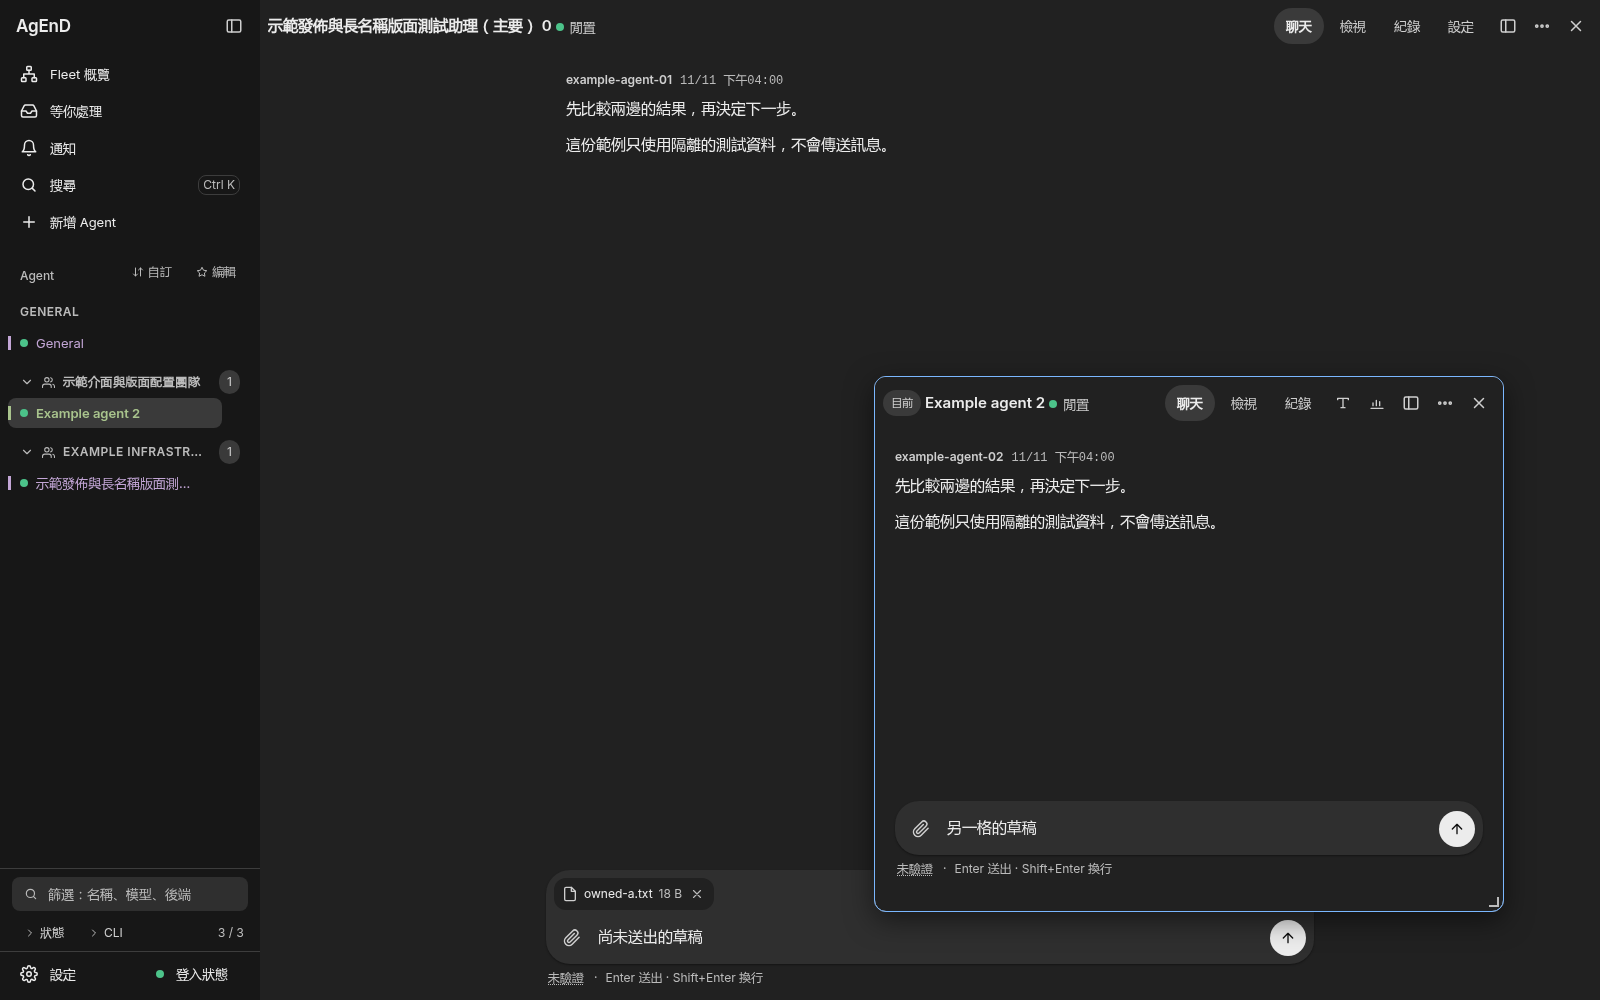 AgEnD
Fleet 概覽
等你處理
通知
搜尋 Ctrl K
新增 Agent
Agent 自訂 編輯
GENERAL
General
示範介面與版面配置團隊 1
Example agent 2
EXAMPLE INFRASTR... 1
示範發佈與長名稱版面測...
篩選：名稱、模型、後端
狀態 CLI 3 / 3
設定 登入狀態
示範發佈與長名稱版面測試助理（主要）0 閒置 聊天 檢視 紀錄 設定
example-agent-01 11/11 下午04:00
先比較兩邊的結果，再決定下一步。
這份範例只使用隔離的測試資料，不會傳送訊息。
目前 Example agent 2 閒置 聊天 檢視 紀錄
example-agent-02 11/11 下午04:00
先比較兩邊的結果，再決定下一步。
這份範例只使用隔離的測試資料，不會傳送訊息。
另一格的草稿
未驗證 · Enter 送出 · Shift+Enter 換行
owned-a.txt 18 B
尚未送出的草稿
未驗證 · Enter 送出 · Shift+Enter 換行